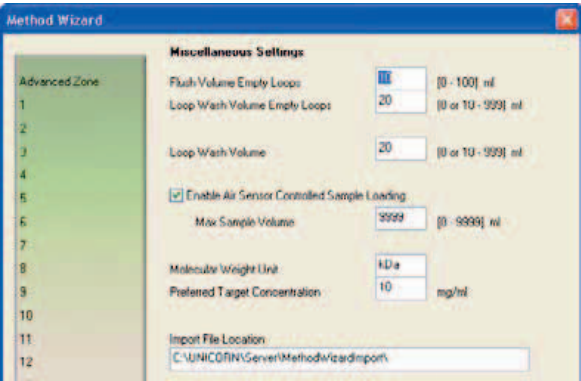 Method Wizard
Miscellaneous Settings
Advanced Zone
1
2
3
4
5
6
7
8
9
10
11
12
Flush Volume Empty Loops 10 [0 - 100] ml
Loop Wash Volume Empty Loops 20 [0 or 10 - 999] ml
Loop Wash Volume 20 [0 or 10 - 999] ml
Enable Air Sensor Controlled Sample Loading
Max Sample Volume 9999 [0 - 9999] ml
Molecular Weight Unit kDa
Preferred Target Concentration 10 mg/ml
Import File Location
C:\UNICORN\Server\MethodWizardImport\